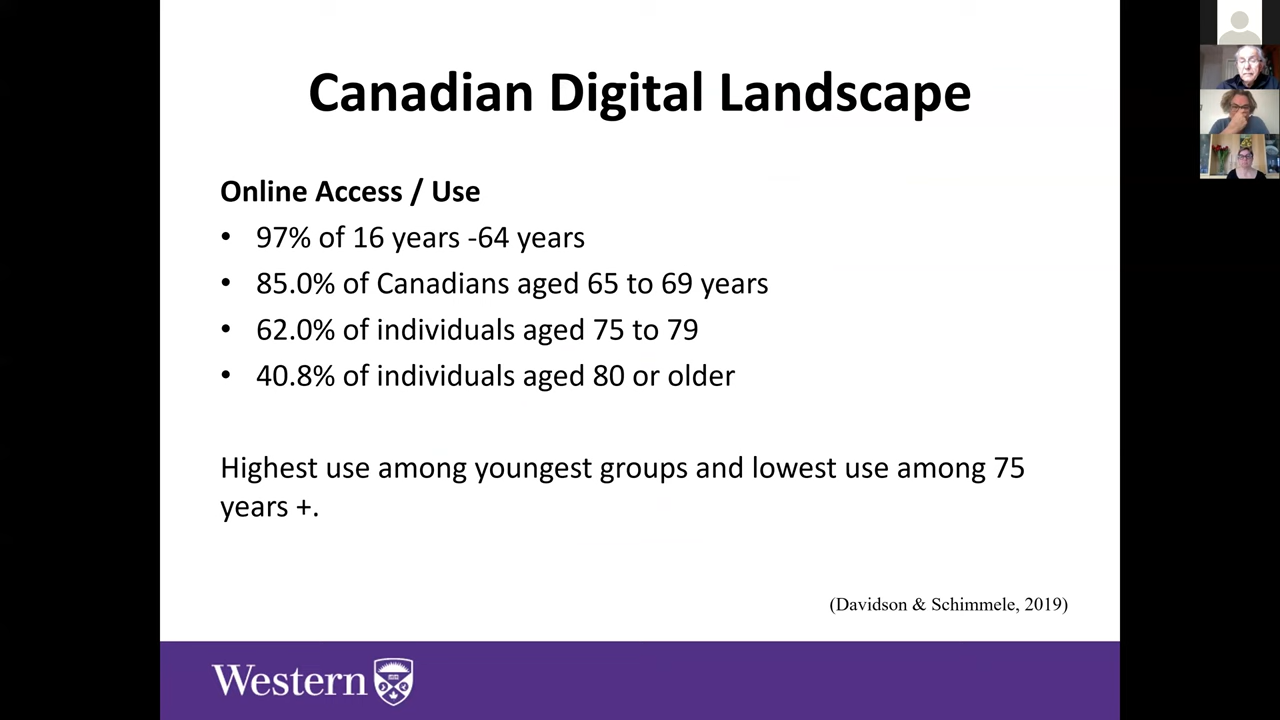 Canadian Digital Landscape
Online Access / Use
• 97% of 16 years -64 years
• 85.0% of Canadians aged 65 to 69 years
• 62.0% of individuals aged 75 to 79
• 40.8% of individuals aged 80 or older
Highest use among youngest groups and lowest use among 75
years +.
(Davidson & Schimmele, 2019)
Western